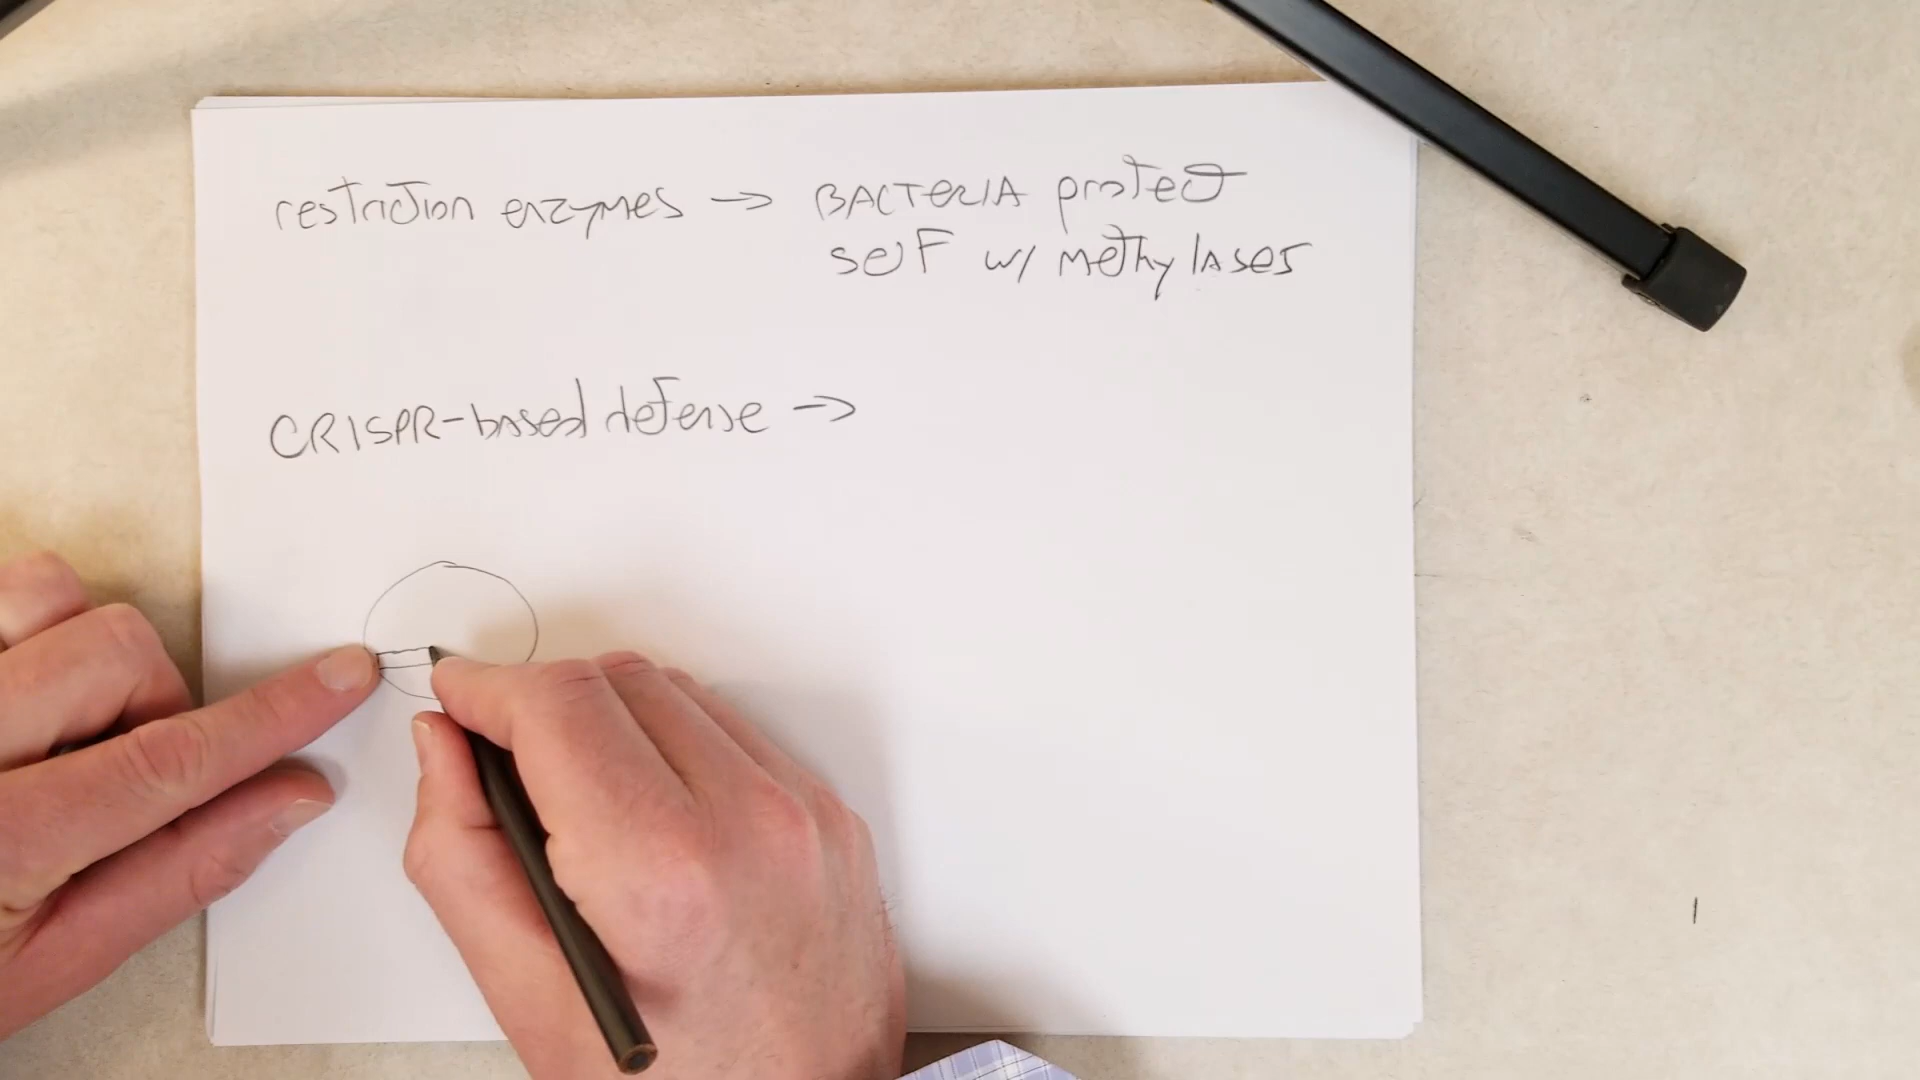 restriction enzymes → BACTERIA protect
self w/ methylases
CRISPR-based defense →